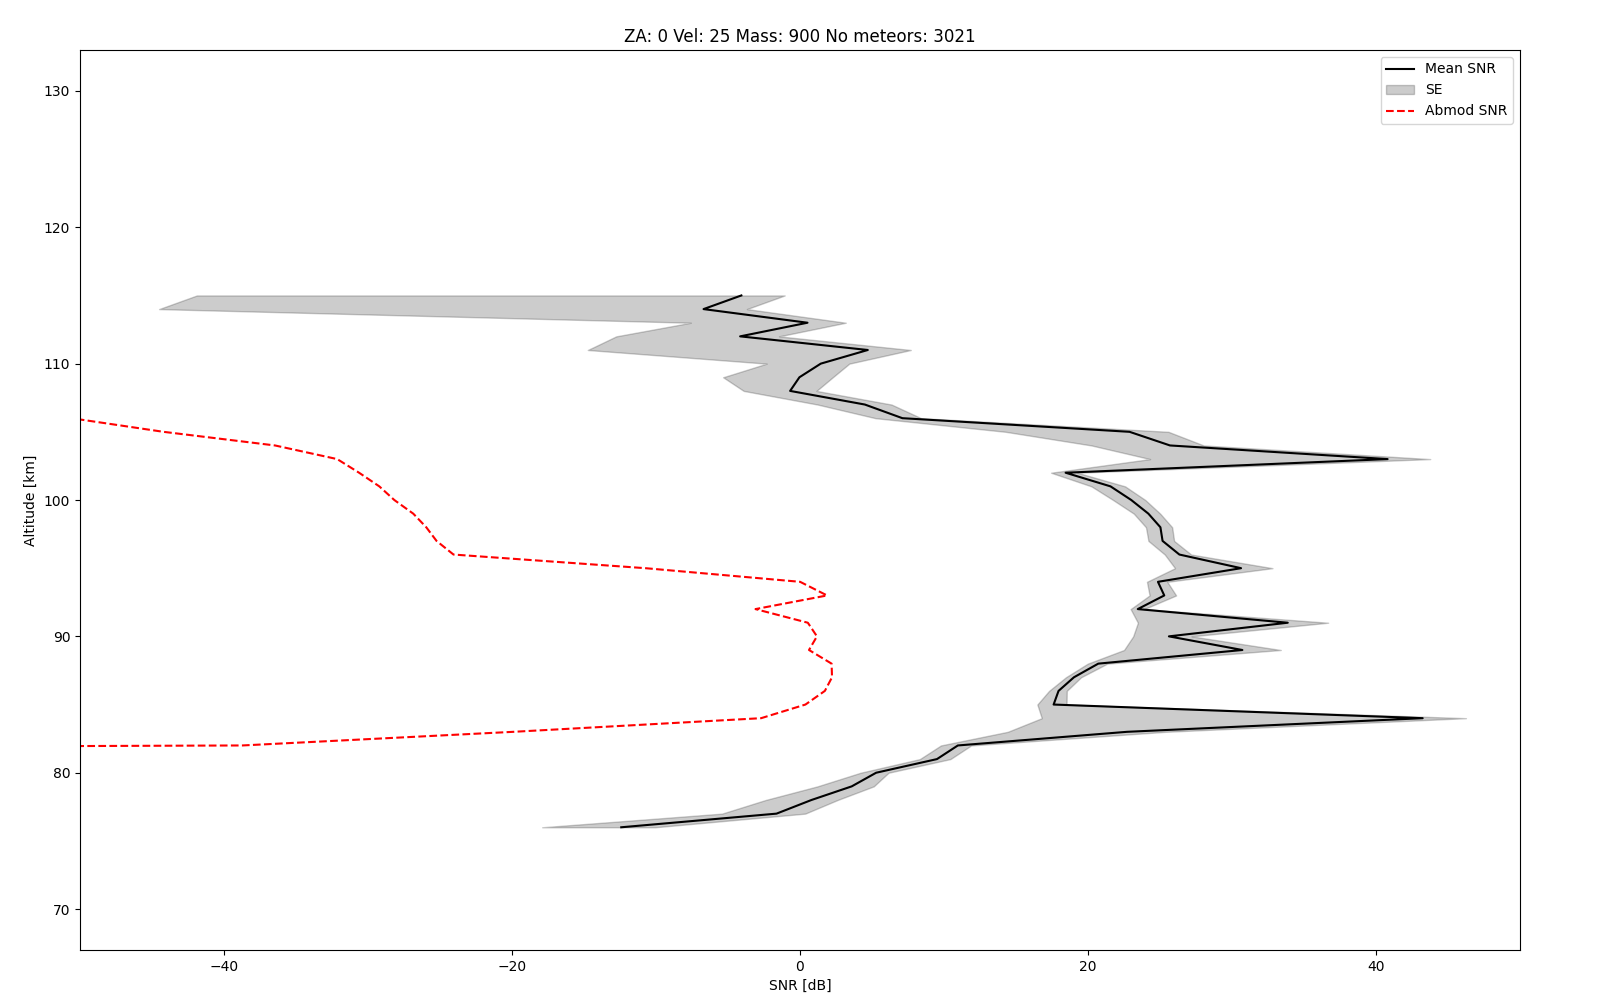 ZA: 0 Vel: 25 Mass: 900 No meteors: 3021
Mean SNR
SE
Abmod SNR
130
120
110
100
90
80
70
Altitude [km]
−40
−20
0
20
40
SNR [dB]